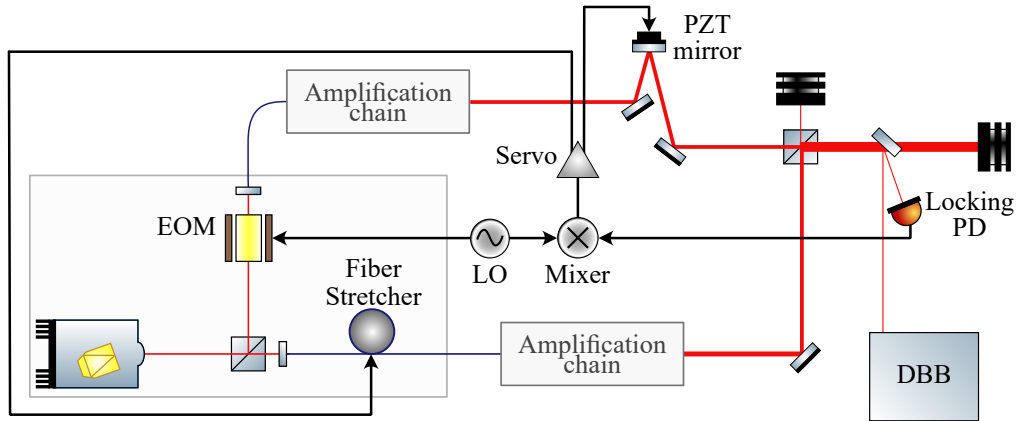 PZT
mirror
Amplification
chain
Servo
EOM
LO
Mixer
Locking
PD
Fiber
Stretcher
Amplification
chain
DBB